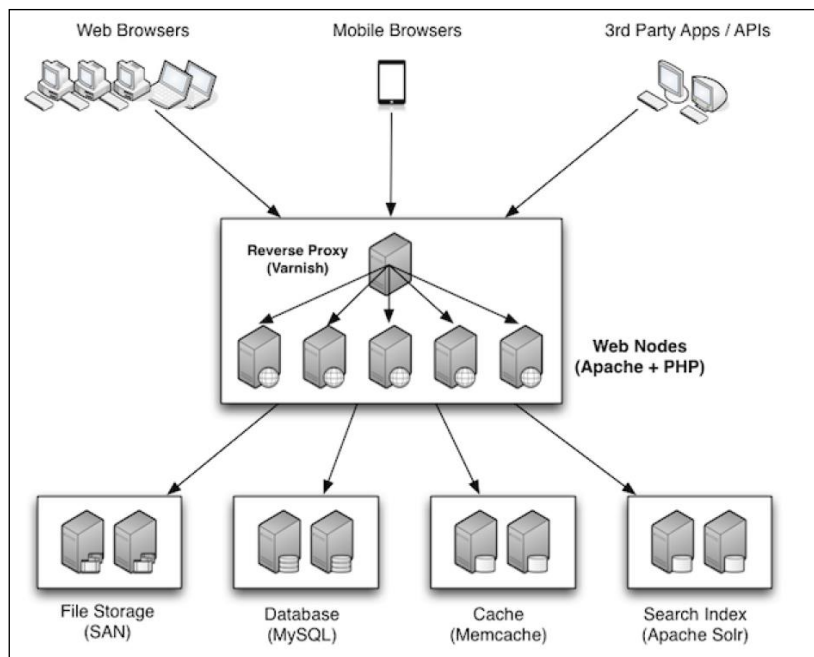 Web Browsers
Mobile Browsers
3rd Party Apps / APIs
Reverse Proxy
(Varnish)
Web Nodes
(Apache + PHP)
File Storage
(SAN)
Database
(MySQL)
Cache
(Memcache)
Search Index
(Apache Solr)